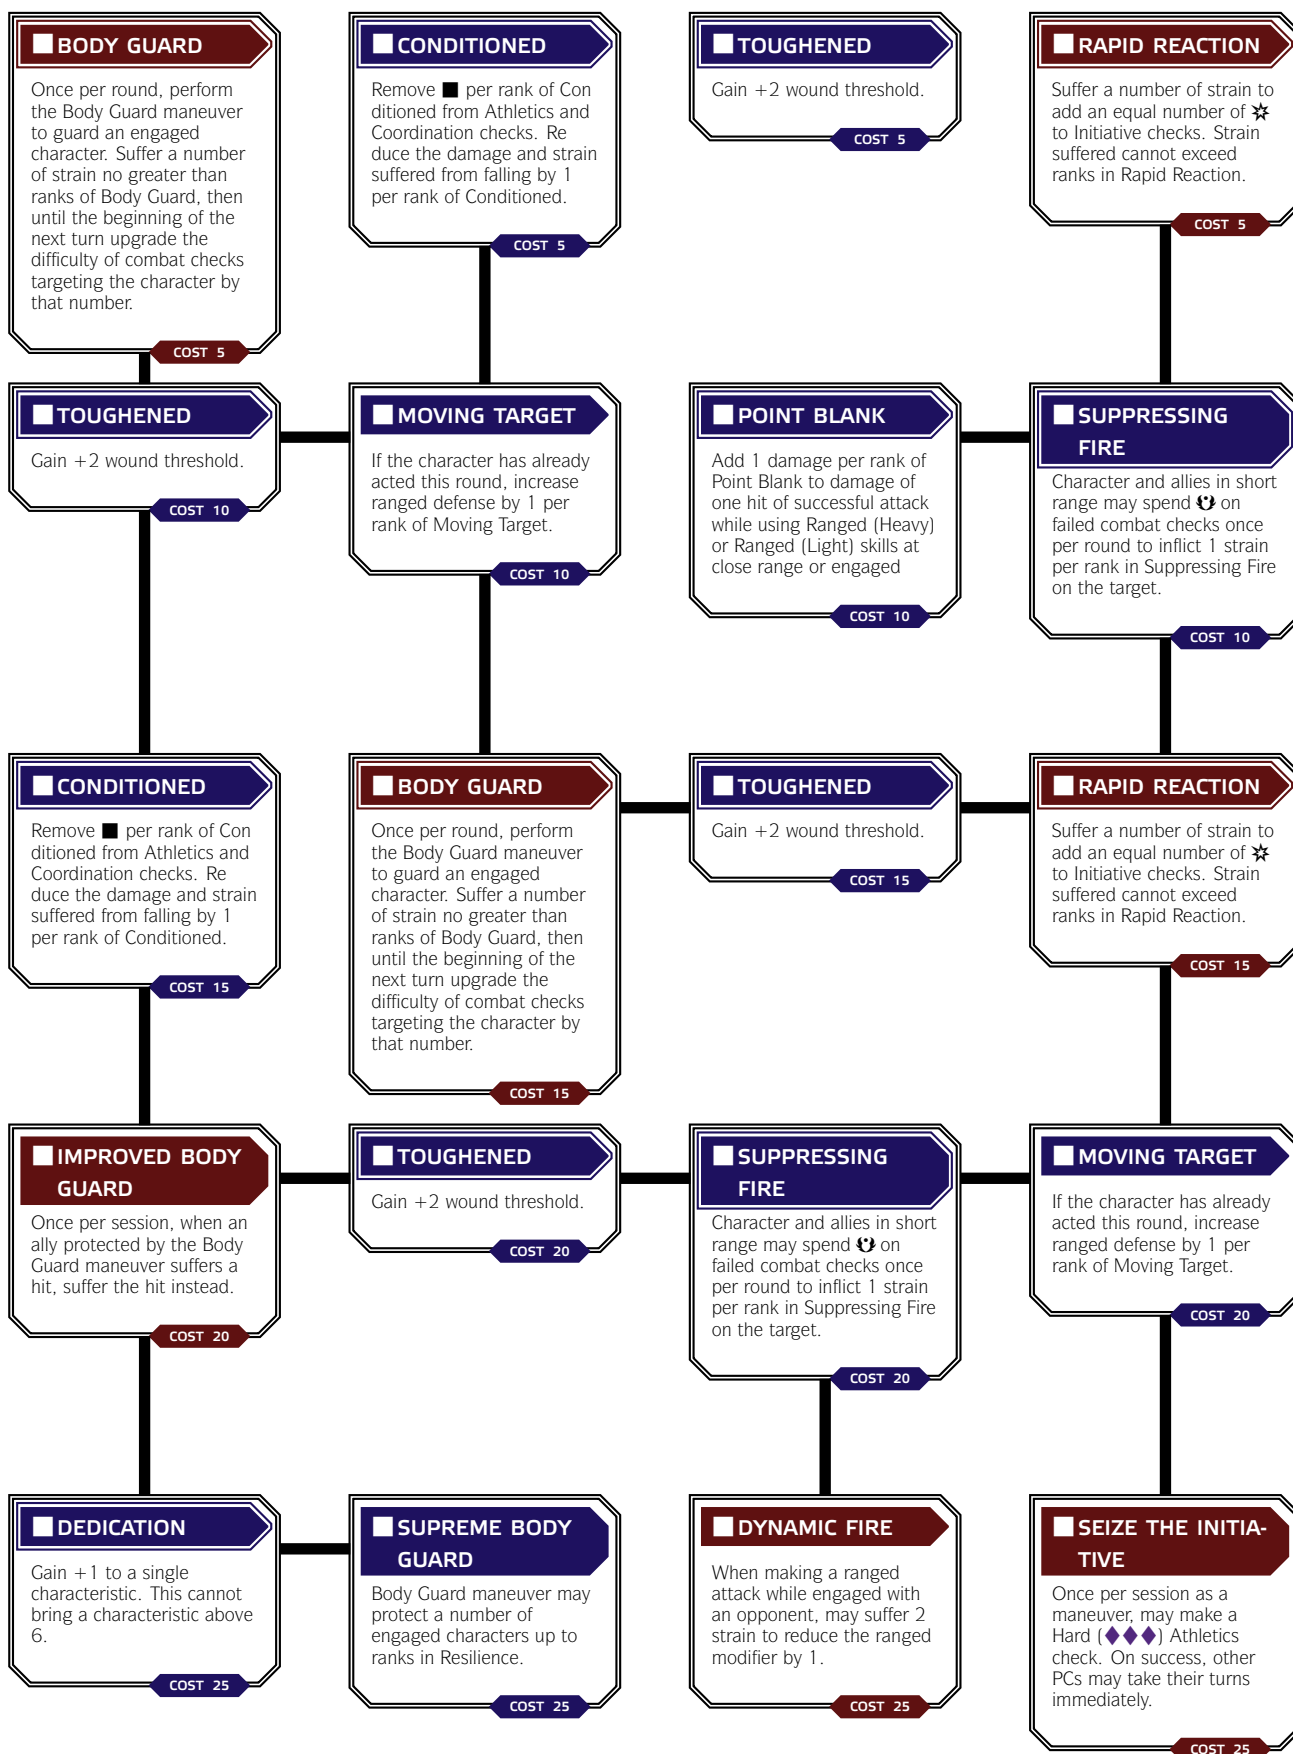 BODY GUARD
Once per round, perform
the Body Guard maneuver
to guard an engaged
character. Suffer a number
of strain no greater than
ranks of Body Guard, then
until the beginning of the
next turn upgrade the
difficulty of combat checks
targeting the character by
that number.
COST 5
CONDITIONED
Remove ■ per rank of Con
ditioned from Athletics and
Coordination checks. Re
duce the damage and strain
suffered from falling by 1
per rank of Conditioned.
COST 5
TOUGHENED
Gain +2 wound threshold.
COST 5
RAPID REACTION
Suffer a number of strain to
add an equal number of
to Initiative checks. Strain
suffered cannot exceed
ranks in Rapid Reaction.
COST 5
TOUGHENED
Gain +2 wound threshold.
COST 10
MOVING TARGET
If the character has already
acted this round, increase
ranged defense by 1 per
rank of Moving Target.
COST 10
POINT BLANK
Add 1 damage per rank of
Point Blank to damage of
one hit of successful attack
while using Ranged (Heavy)
or Ranged (Light) skills at
close range or engaged
COST 10
SUPPRESSING
FIRE
Character and allies in short
range may spend on
failed combat checks once
per round to inflict 1 strain
per rank in Suppressing Fire
on the target.
COST 10
CONDITIONED
Remove ■ per rank of Con
ditioned from Athletics and
Coordination checks. Re
duce the damage and strain
suffered from falling by 1
per rank of Conditioned.
COST 15
BODY GUARD
Once per round, perform
the Body Guard maneuver
to guard an engaged
character. Suffer a number
of strain no greater than
ranks of Body Guard, then
until the beginning of the
next turn upgrade the
difficulty of combat checks
targeting the character by
that number.
COST 15
TOUGHENED
Gain +2 wound threshold.
COST 15
RAPID REACTION
Suffer a number of strain to
add an equal number of
to Initiative checks. Strain
suffered cannot exceed
ranks in Rapid Reaction.
COST 15
IMPROVED BODY
GUARD
Once per session, when an
ally protected by the Body
Guard maneuver suffers a
hit, suffer the hit instead.
COST 20
TOUGHENED
Gain +2 wound threshold.
COST 20
SUPPRESSING
FIRE
Character and allies in short
range may spend on
failed combat checks once
per round to inflict 1 strain
per rank in Suppressing Fire
on the target.
COST 20
MOVING TARGET
If the character has already
acted this round, increase
ranged defense by 1 per
rank of Moving Target.
COST 20
DEDICATION
Gain +1 to a single
characteristic. This cannot
bring a characteristic above
6.
COST 25
SUPREME BODY
GUARD
Body Guard maneuver may
protect a number of
engaged characters up to
ranks in Resilience.
COST 25
DYNAMIC FIRE
When making a ranged
attack while engaged with
an opponent, may suffer 2
strain to reduce the ranged
modifier by 1.
COST 25
SEIZE THE INITIA-
TIVE
Once per session as a
maneuver, may make a
Hard (◆◆◆) Athletics
check. On success, other
PCs may take their turns
immediately.
COST 25